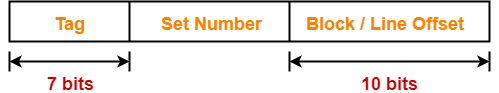 Tag Set Number Block / Line Offset
7 bits 10 bits